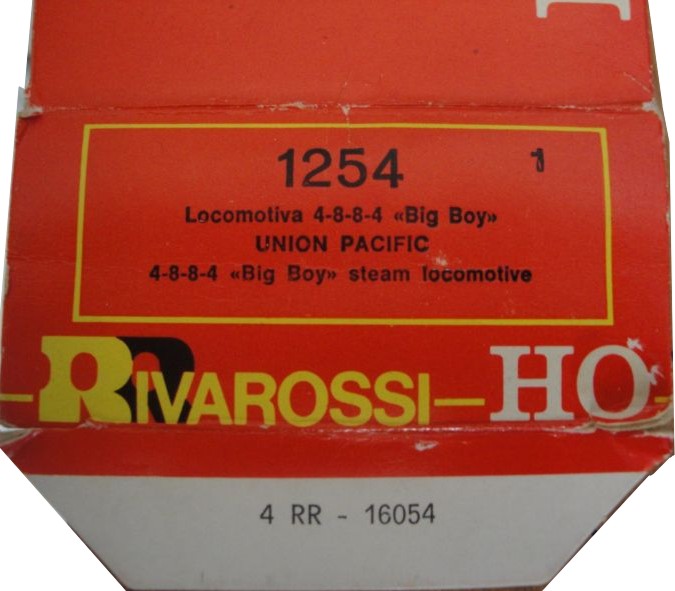 1254 1
Locomotiva 4-8-8-4 «Big Boy»
UNION PACIFIC
4-8-8-4 «Big Boy» steam locomotive
RIVAROSSI—HO
4 RR - 16054